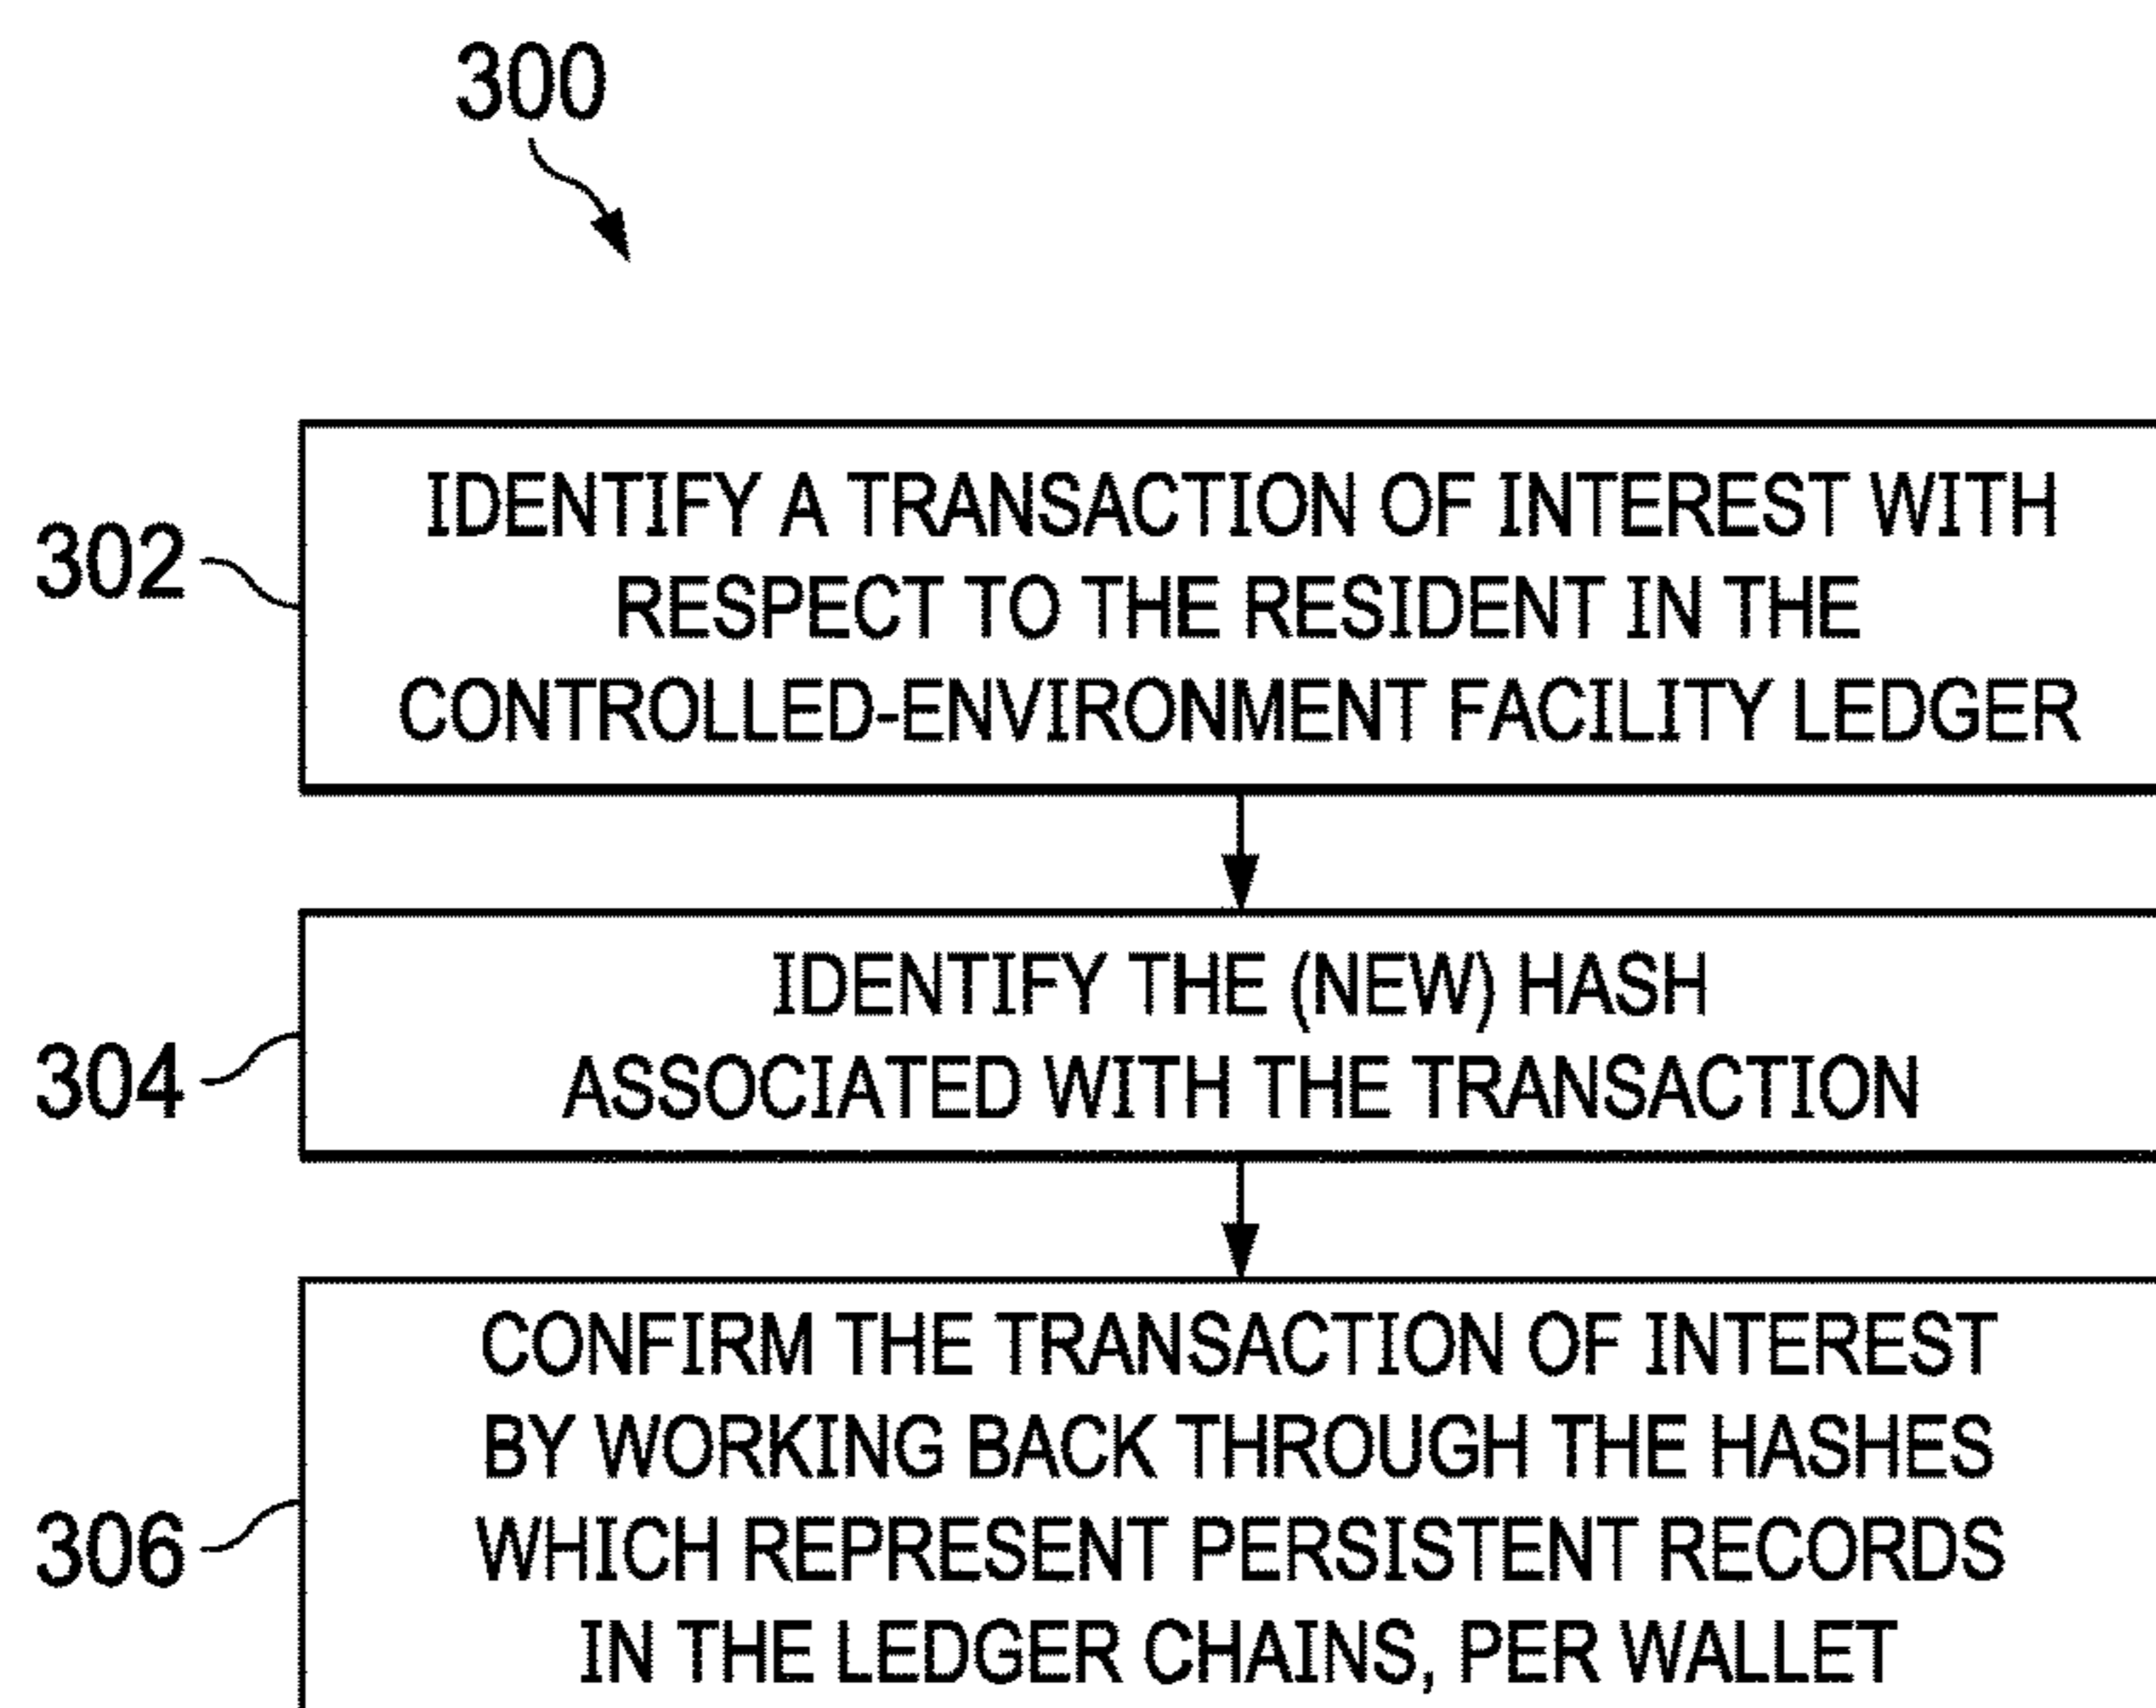 300
302
IDENTIFY A TRANSACTION OF INTEREST WITH
RESPECT TO THE RESIDENT IN THE
CONTROLLED-ENVIRONMENT FACILITY LEDGER
304
IDENTIFY THE (NEW) HASH
ASSOCIATED WITH THE TRANSACTION
306
CONFIRM THE TRANSACTION OF INTEREST
BY WORKING BACK THROUGH THE HASHES
WHICH REPRESENT PERSISTENT RECORDS
IN THE LEDGER CHAINS, PER WALLET